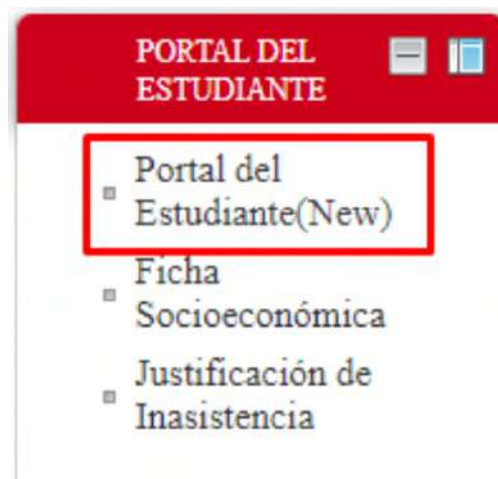 PORTAL DEL
ESTUDIANTE
Portal del
Estudiante(New)
Ficha
Socioeconómica
Justificación de
Inasistencia